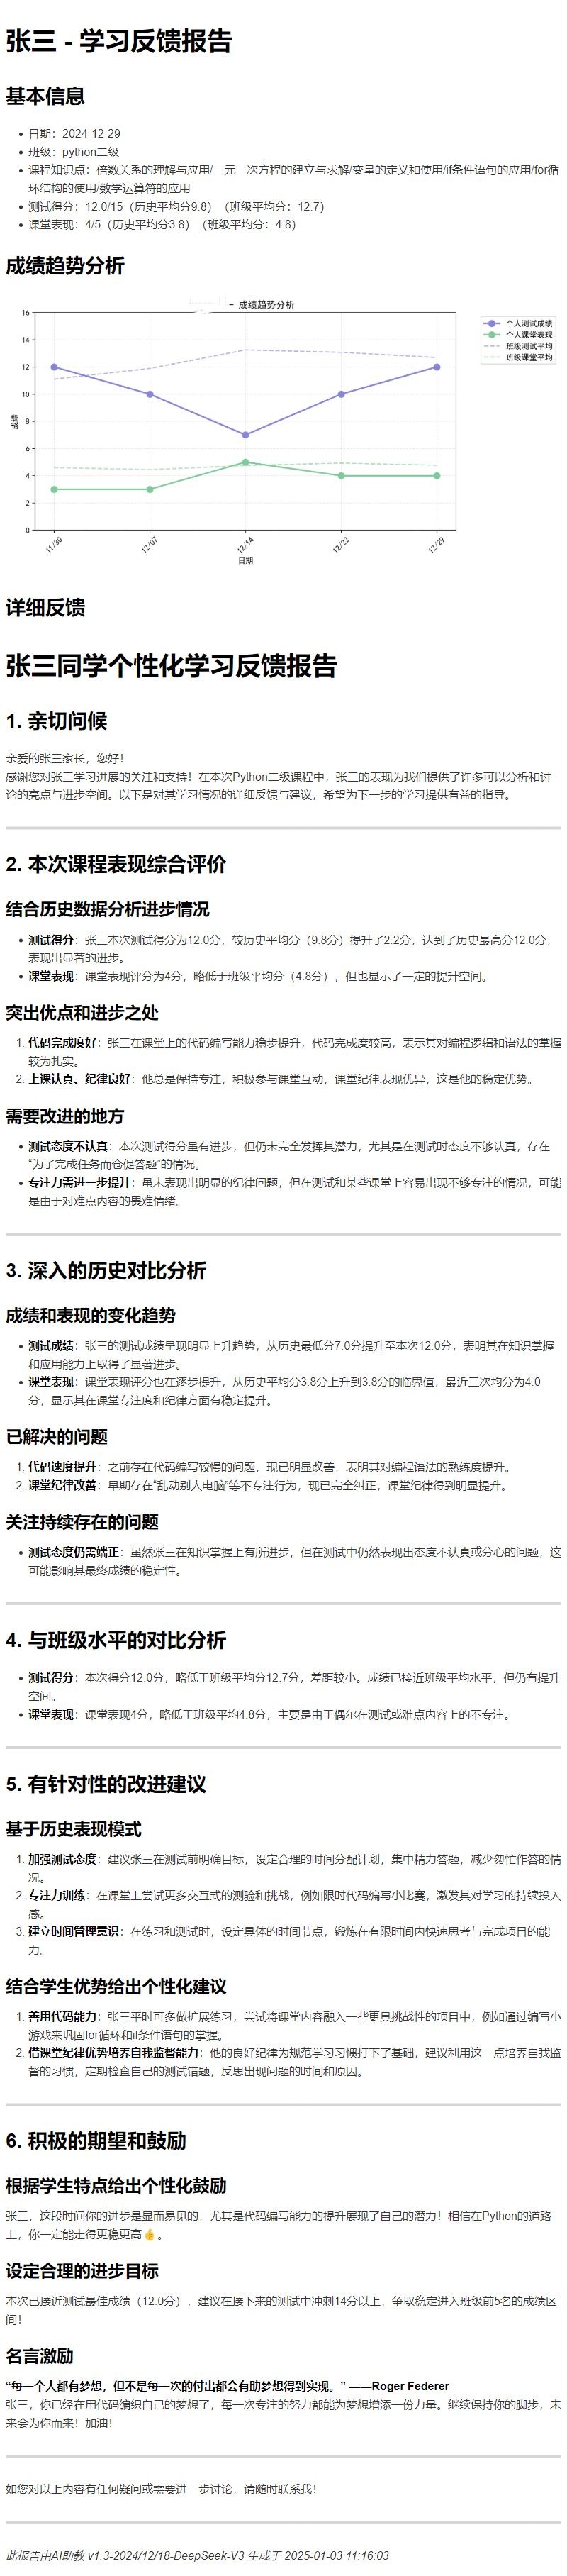 张三 - 学习反馈报告
基本信息
• 日期：2024-12-29
• 班级：python二级
• 课程知识点：倍数关系的理解与应用/一元一次方程的建立与求解/变量的定义和使用/if条件语句的应用/for循
环结构的使用/数学运算符的应用
• 测试得分：12.0/15（历史平均分9.8）（班级平均分：12.7）
• 课堂表现：4/5（历史平均分3.8）（班级平均分：4.8）
成绩趋势分析
- 成绩趋势分析
16
14
12
10
8
6
4
2
0
成绩
11/30
12/07
12/14
12/22
12/29
日期
个人测试成绩
个人课堂表现
班级测试平均
班级课堂平均
详细反馈
张三同学个性化学习反馈报告
1. 亲切问候
亲爱的张三家长，您好！
感谢您对张三学习进展的关注和支持！在本次Python二级课程中，张三的表现为我们提供了许多可以分析和讨
论的亮点与进步空间。以下是对其学习情况的详细反馈与建议，希望为下一步的学习提供有益的指导。
2. 本次课程表现综合评价
结合历史数据分析进步情况
• 测试得分：张三本次测试得分为12.0分，较历史平均分（9.8分）提升了2.2分，达到了历史最高分12.0分，
表现出显著的进步。
• 课堂表现：课堂表现评分为4分，略低于班级平均分（4.8分），但也显示了一定的提升空间。
突出优点和进步之处
1. 代码完成度好：张三在课堂上的代码编写能力稳步提升，代码完成度较高，表示其对编程逻辑和语法的掌握
较为扎实。
2. 上课认真、纪律良好：他总是保持专注，积极参与课堂互动，课堂纪律表现优异，这是他的稳定优势。
需要改进的地方
• 测试态度不认真：本次测试得分虽有进步，但仍未完全发挥其潜力，尤其是在测试时态度不够认真，存在
“为了完成任务而仓促答题”的情况。
• 专注力需进一步提升：虽未表现出明显的纪律问题，但在测试和某些课堂上容易出现不够专注的情况，可能
是由于对难点内容的畏难情绪。
3. 深入的历史对比分析
成绩和表现的变化趋势
• 测试成绩：张三的测试成绩呈现明显上升趋势，从历史最低分7.0分提升至本次12.0分，表明其在知识掌握
和应用能力上取得了显著进步。
• 课堂表现：课堂表现评分也在逐步提升，从历史平均分3.8分上升到3.8分的临界值，最近三次均分为4.0
分，显示其在课堂专注度和纪律方面有稳定提升。
已解决的问题
1. 代码速度提升：之前存在代码编写较慢的问题，现已明显改善，表明其对编程语法的熟练度提升。
2. 课堂纪律改善：早期存在“乱动别人电脑”等不专注行为，现已完全纠正，课堂纪律得到明显提升。
关注持续存在的问题
• 测试态度仍需端正：虽然张三在知识掌握上有所进步，但在测试中仍然表现出态度不认真或分心的问题，这
可能影响其最终成绩的稳定性。
4. 与班级水平的对比分析
• 测试得分：本次得分12.0分，略低于班级平均分12.7分，差距较小。成绩已接近班级平均水平，但仍有提升
空间。
• 课堂表现：课堂表现4分，略低于班级平均4.8分，主要是由于偶尔在测试或难点内容上的不专注。
5. 有针对性的改进建议
基于历史表现模式
1. 加强测试态度：建议张三在测试前明确目标，设定合理的时间分配计划，集中精力答题，减少匆忙作答的情
况。
2. 专注力训练：在课堂上尝试更多交互式的测验和挑战，例如限时代码编写小比赛，激发其对学习的持续投入
感。
3. 建立时间管理意识：在练习和测试时，设定具体的时间节点，锻炼在有限时间内快速思考与完成项目的能
力。
结合学生优势给出个性化建议
1. 善用代码能力：张三平时可多做扩展练习，尝试将课堂内容融入一些更具挑战性的项目中，例如通过编写小
游戏来巩固for循环和if条件语句的掌握。
2. 借课堂纪律优势培养自我监督能力：他的良好纪律为规范学习习惯打下了基础，建议利用这一点培养自我监
督的习惯，定期检查自己的测试错题，反思出现问题的时间和原因。
6. 积极的期望和鼓励
根据学生特点给出个性化鼓励
张三，这段时间你的进步是显而易见的，尤其是代码编写能力的提升展现了自己的潜力！相信在Python的道路
上，你一定能走得更稳更高👍。
设定合理的进步目标
本次已接近测试最佳成绩（12.0分），建议在接下来的测试中冲刺14分以上，争取稳定进入班级前5名的成绩区
间！
名言激励
“每一个人都有梦想，但不是每一次的付出都会有助梦想得到实现。” ——Roger Federer
张三，你已经在用代码编织自己的梦想了，每一次专注的努力都能为梦想增添一份力量。继续保持你的脚步，未
来会为你而来！加油！
如您对以上内容有任何疑问或需要进一步讨论，请随时联系我！
此报告由AI助教 v1.3-2024/12/18-DeepSeek-V3 生成于 2025-01-03 11:16:03